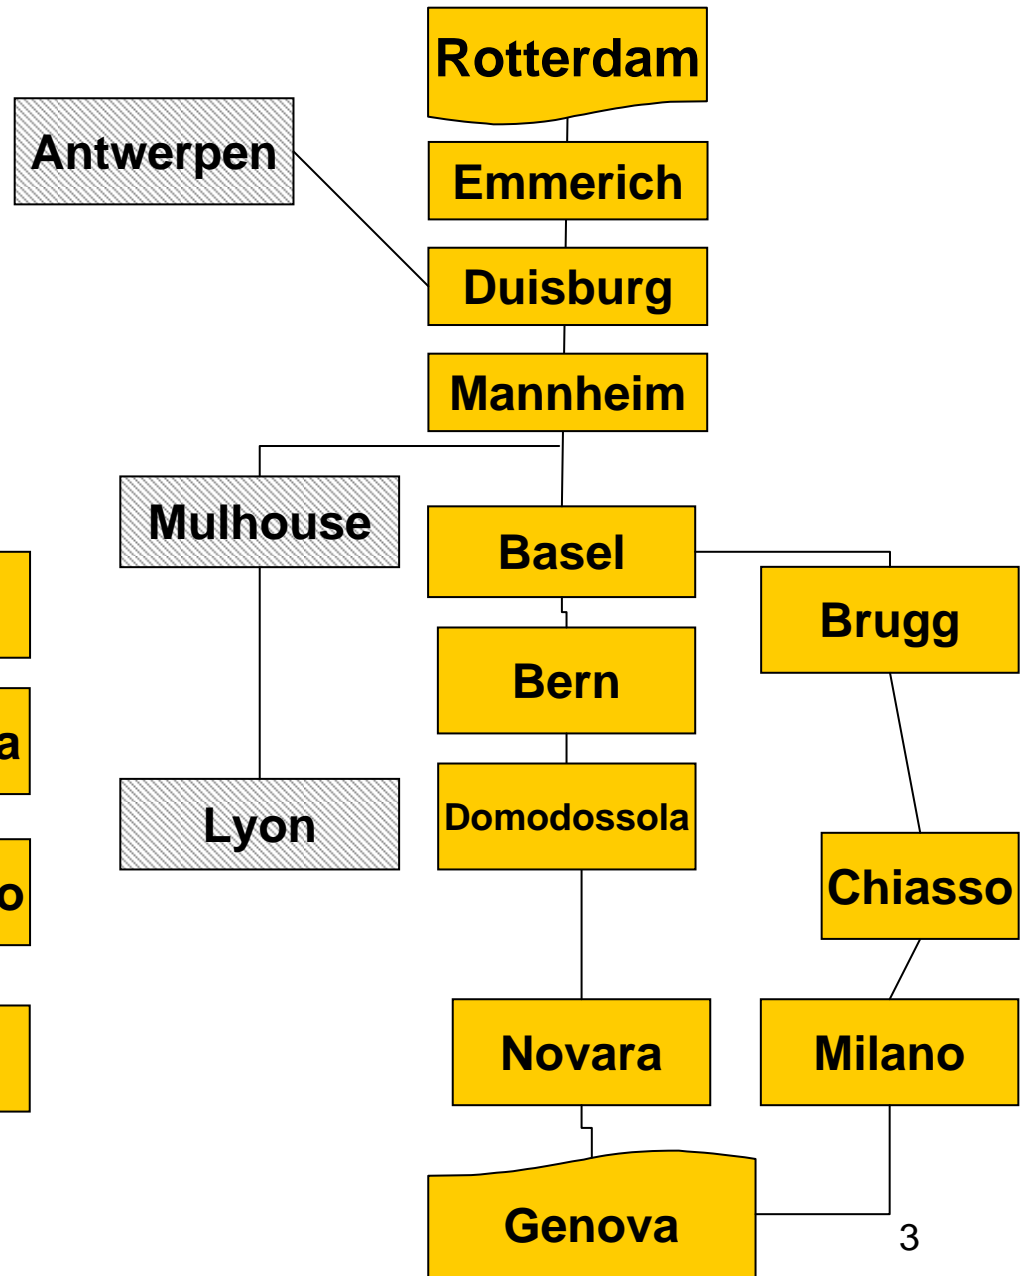 Rotterdam
Antwerpen
Emmerich
Duisburg
Mannheim
Mulhouse
Basel
Brugg
Bern
a
Domodossola
Lyon
o
Chiasso
Novara
Milano
Genova
3